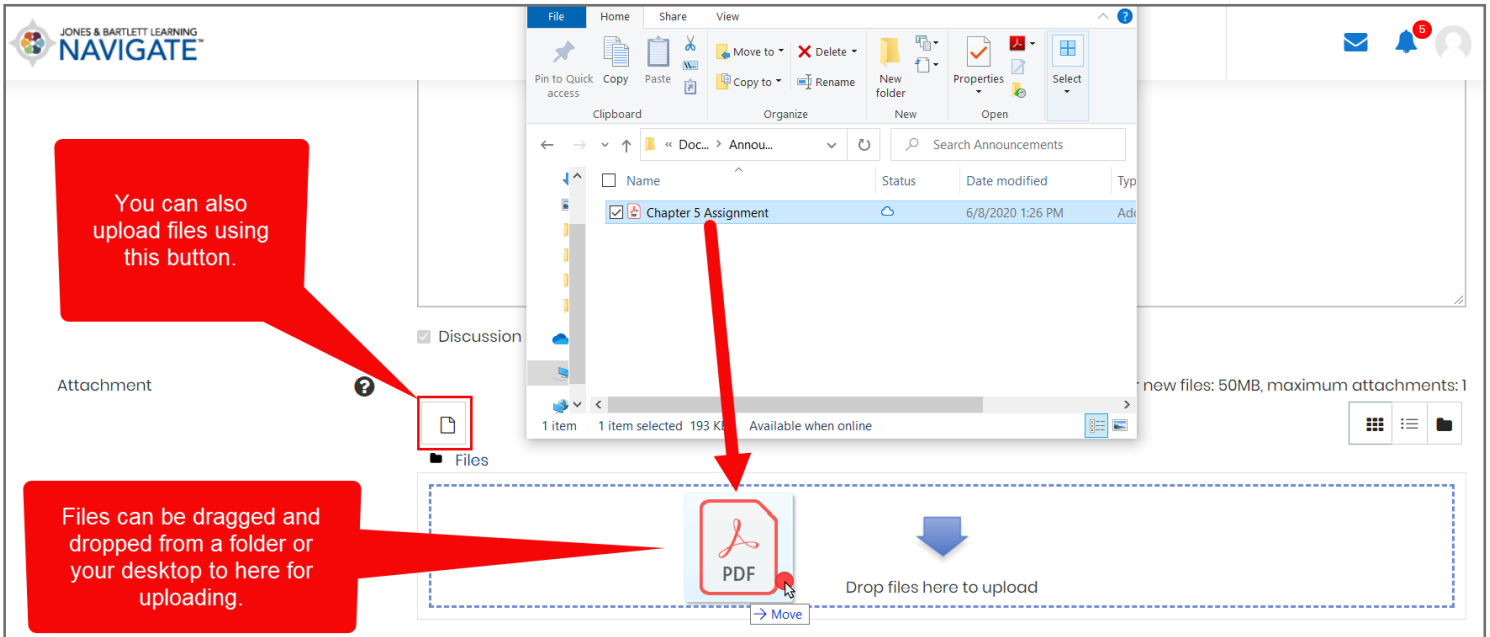 JONES & BARTLETT LEARNING
NAVIGATE™
5
File Home Share View
?
Pin to Quick access
Copy
Paste
Move to
Copy to
Delete
Rename
New folder
Properties
Select
Clipboard Organize New Open
« Doc... > Annou...
Search Announcements
Name Status Date modified Typ
Chapter 5 Assignment 6/8/2020 1:26 PM Ado
1 item 1 item selected 193 Available when online
You can also
upload files using
this button.
Discussion
Attachment
?
new files: 50MB, maximum attachments: 1
Files
Files can be dragged and
dropped from a folder or
your desktop to here for
uploading.
PDF
Drop files here to upload
→ Move